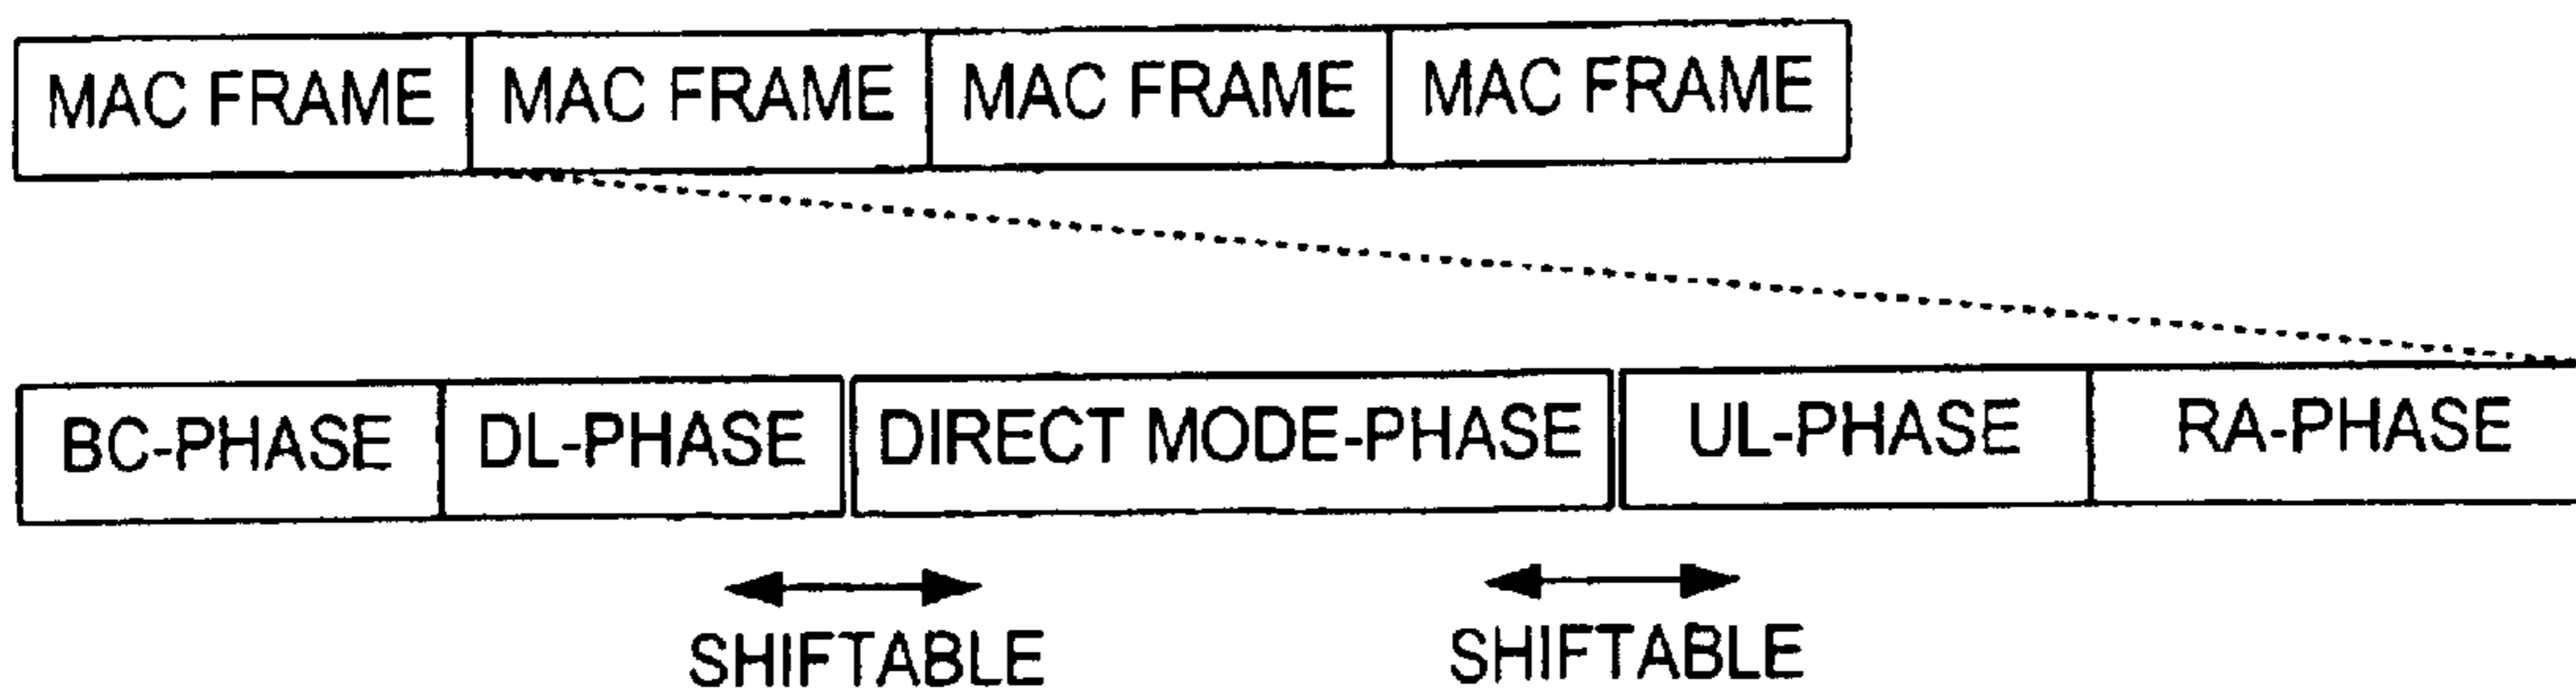 MAC FRAME MAC FRAME MAC FRAME MAC FRAME
BC-PHASE DL-PHASE DIRECT MODE-PHASE UL-PHASE RA-PHASE
SHIFTABLE SHIFTABLE